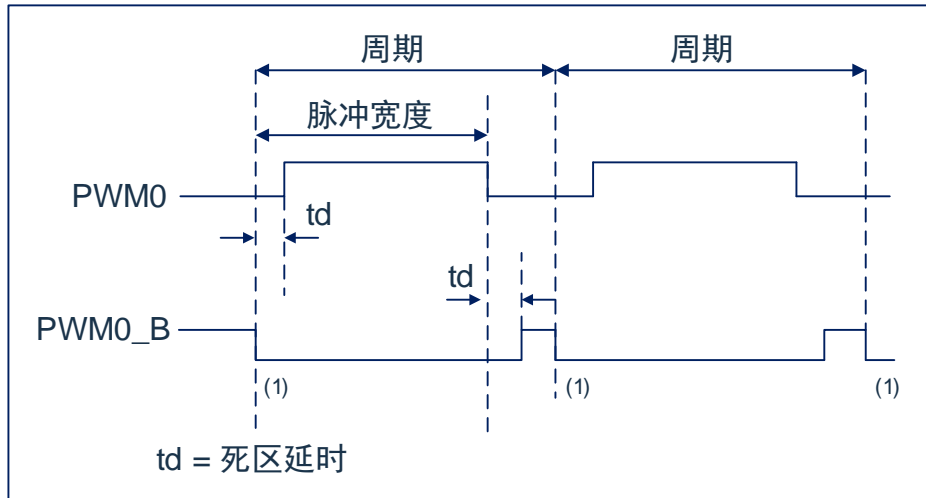 周期 周期
脉冲宽度
PWM0
td
td
PWM0_B
(1) (1) (1)
td = 死区延时